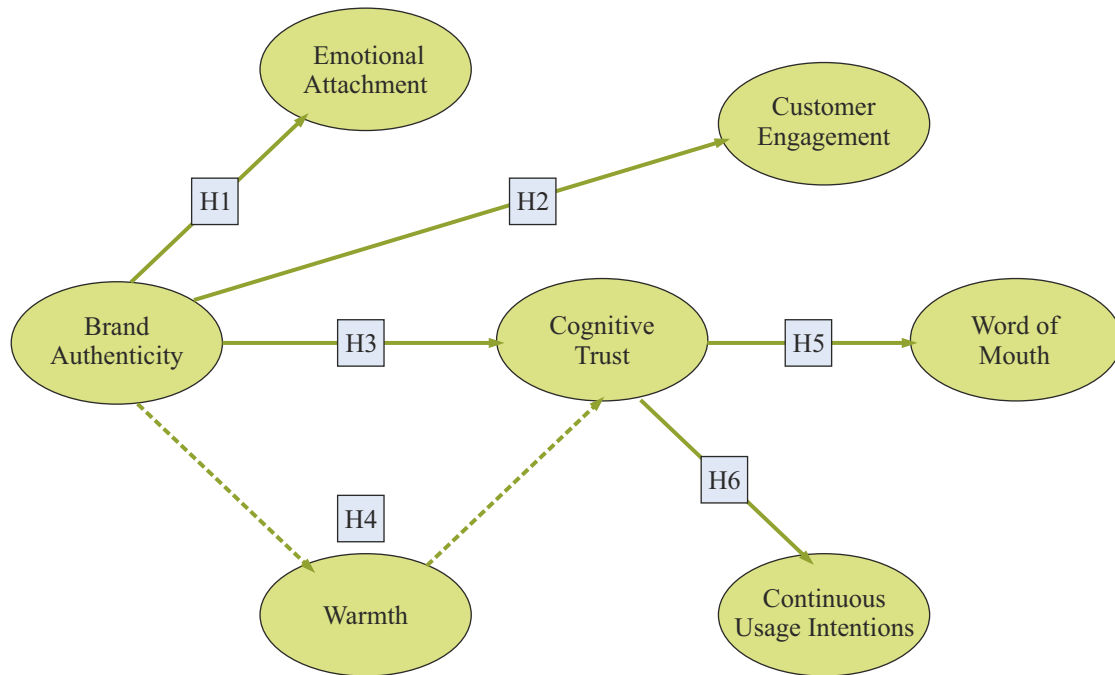 Emotional
Attachment
Customer
Engagement
H1
H2
Brand
Authenticity
H3
Cognitive
Trust
H5
Word of
Mouth
H4
H6
Warmth
Continuous
Usage Intentions